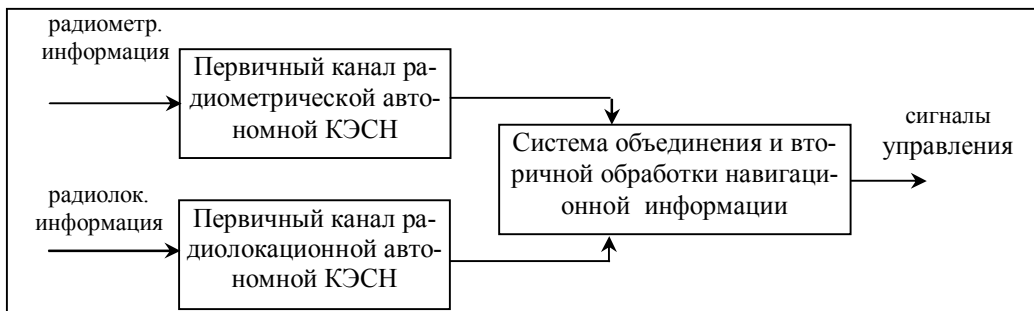 радиометр.
информация
Первичный канал ра-
диометрической авто-
номной КЭСН
радиолок.
информация
Первичный канал ра-
диолокационной авто-
номной КЭСН
Система объединения и вто-
ричной обработки навигаци-
онной информации
сигналы
управления